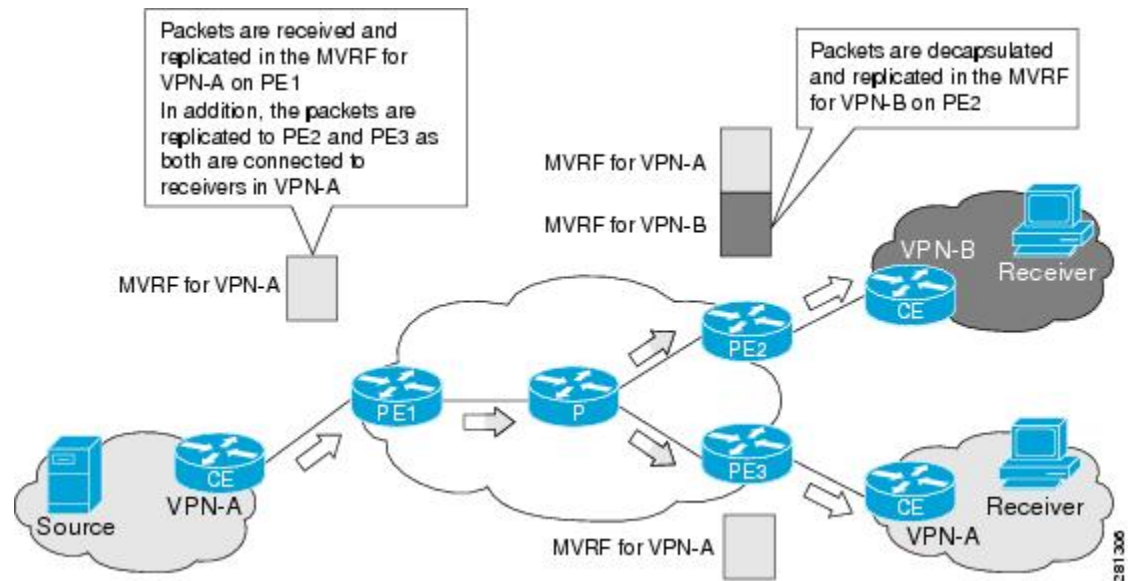 Packets are received and
replicated in the MVRF for
VPN-A on PE1
In addition, the packets are
replicated to PE2 and PE3 as
both are connected to
receivers in VPN-A
Packets are decapsulated
and replicated in the MVRF
for VPN-B on PE2
MVRF for VPN-A
MVRF for VPN-B
MVRF for VPN-A
VPN-B
Receiver
CE
PE2
PE1
P
PE3
CE
VPN-A
Source
CE
Receiver
VPN-A
MVRF for VPN-A
281306